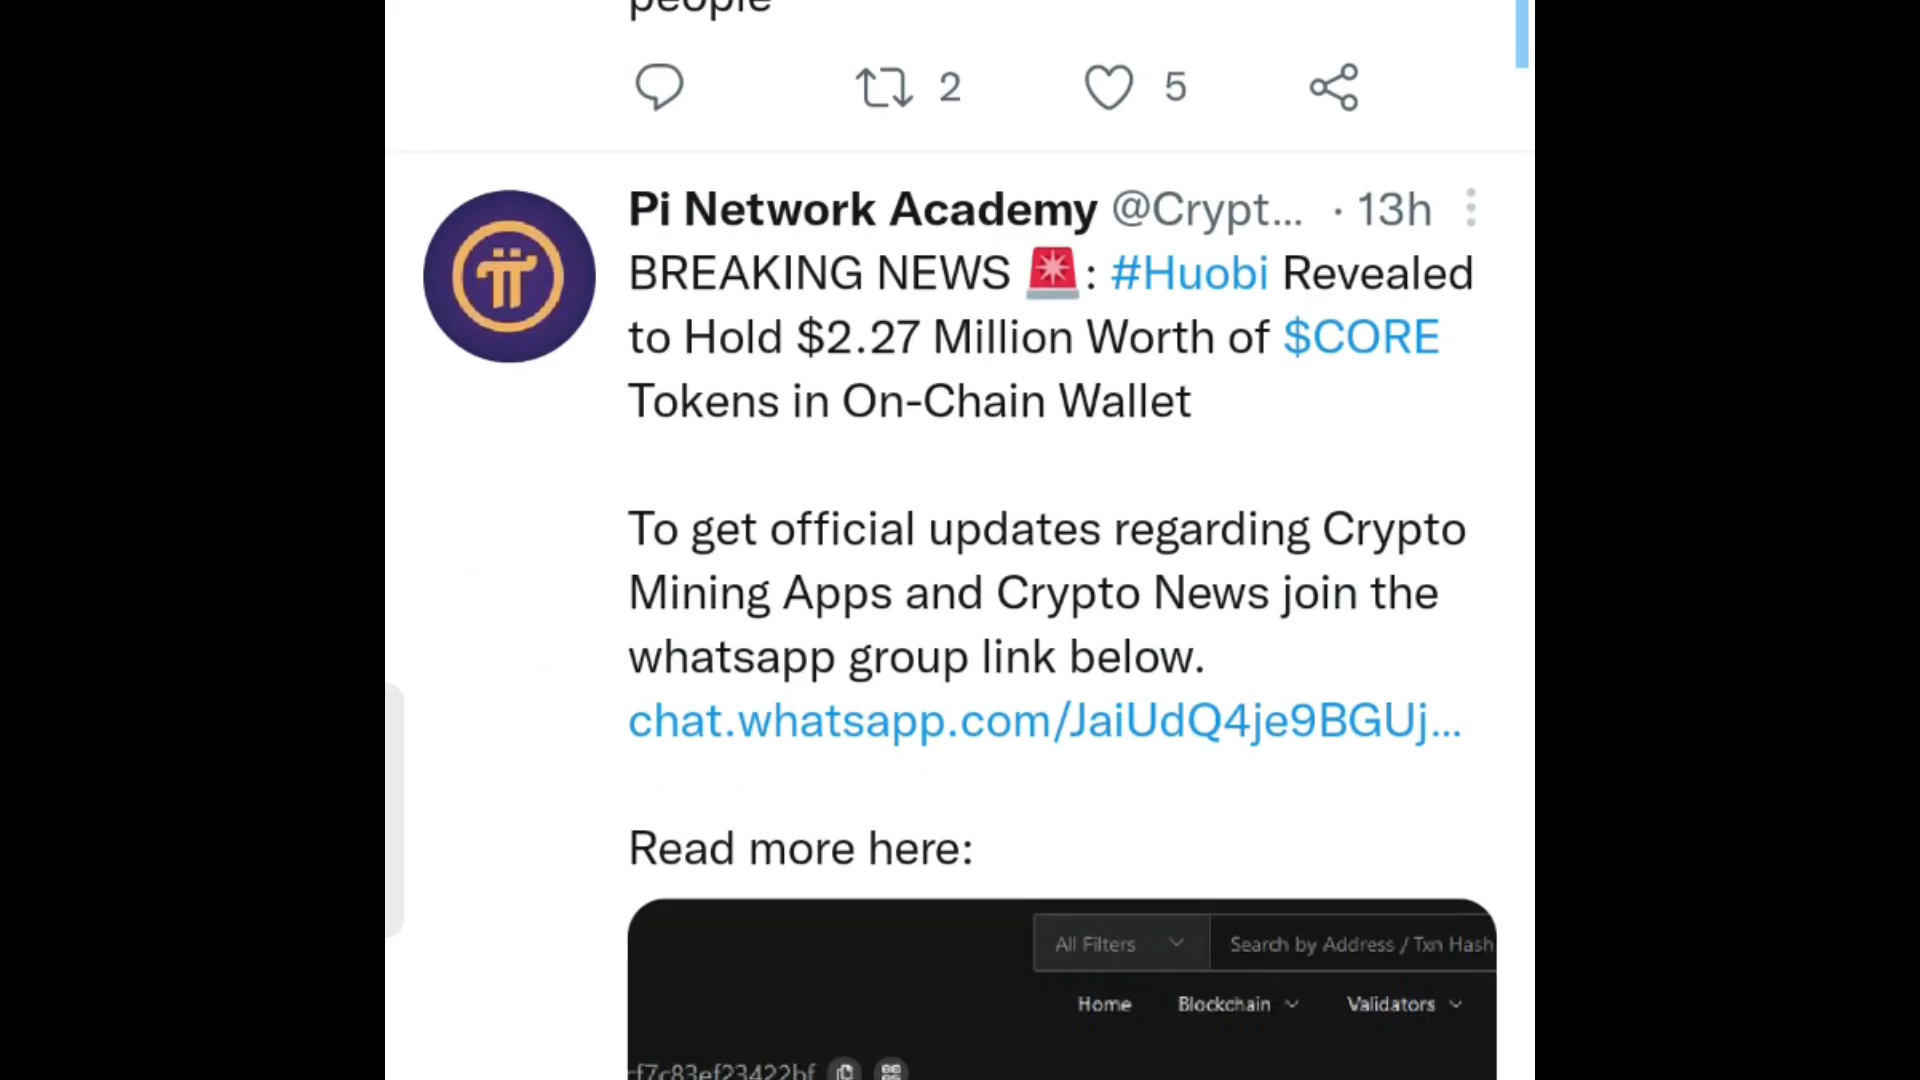 people
2 5
Pi Network Academy @Crypt... · 13h
BREAKING NEWS 🚨: #Huobi Revealed
to Hold $2.27 Million Worth of $CORE
Tokens in On-Chain Wallet
To get official updates regarding Crypto
Mining Apps and Crypto News join the
whatsapp group link below.
chat.whatsapp.com/JaiUdQ4je9BGUj...
Read more here:
All Filters Search by Address / Txn Hash
Home Blockchain Validators
cf7c83ef23422bf